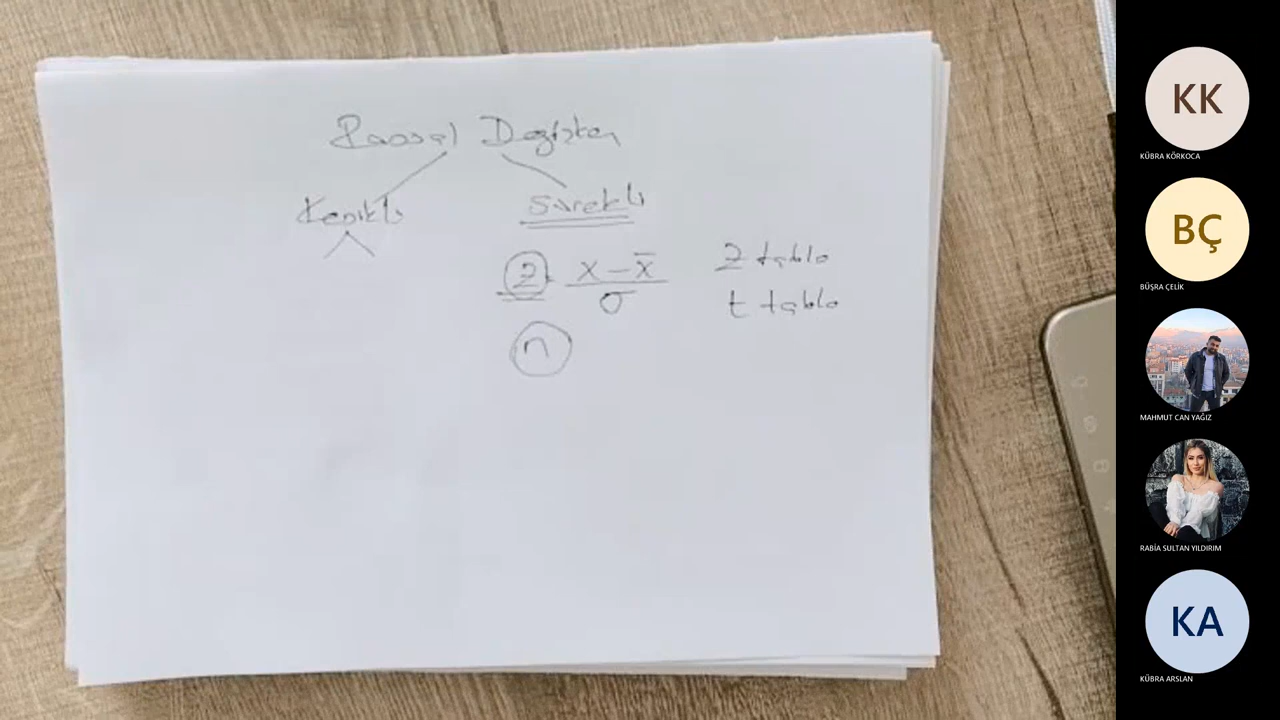 Rassal Değişken
Kesikli Sürekli
Z = X - X̄ / σ
Z tablo
t tablo
n
KK
KÜBRA KÖRKOCA
BÇ
BÜŞRA ÇELİK
MAHMUT CAN YAĞIZ
RABİA SULTAN YILDIRIM
KA
KÜBRA ARSLAN